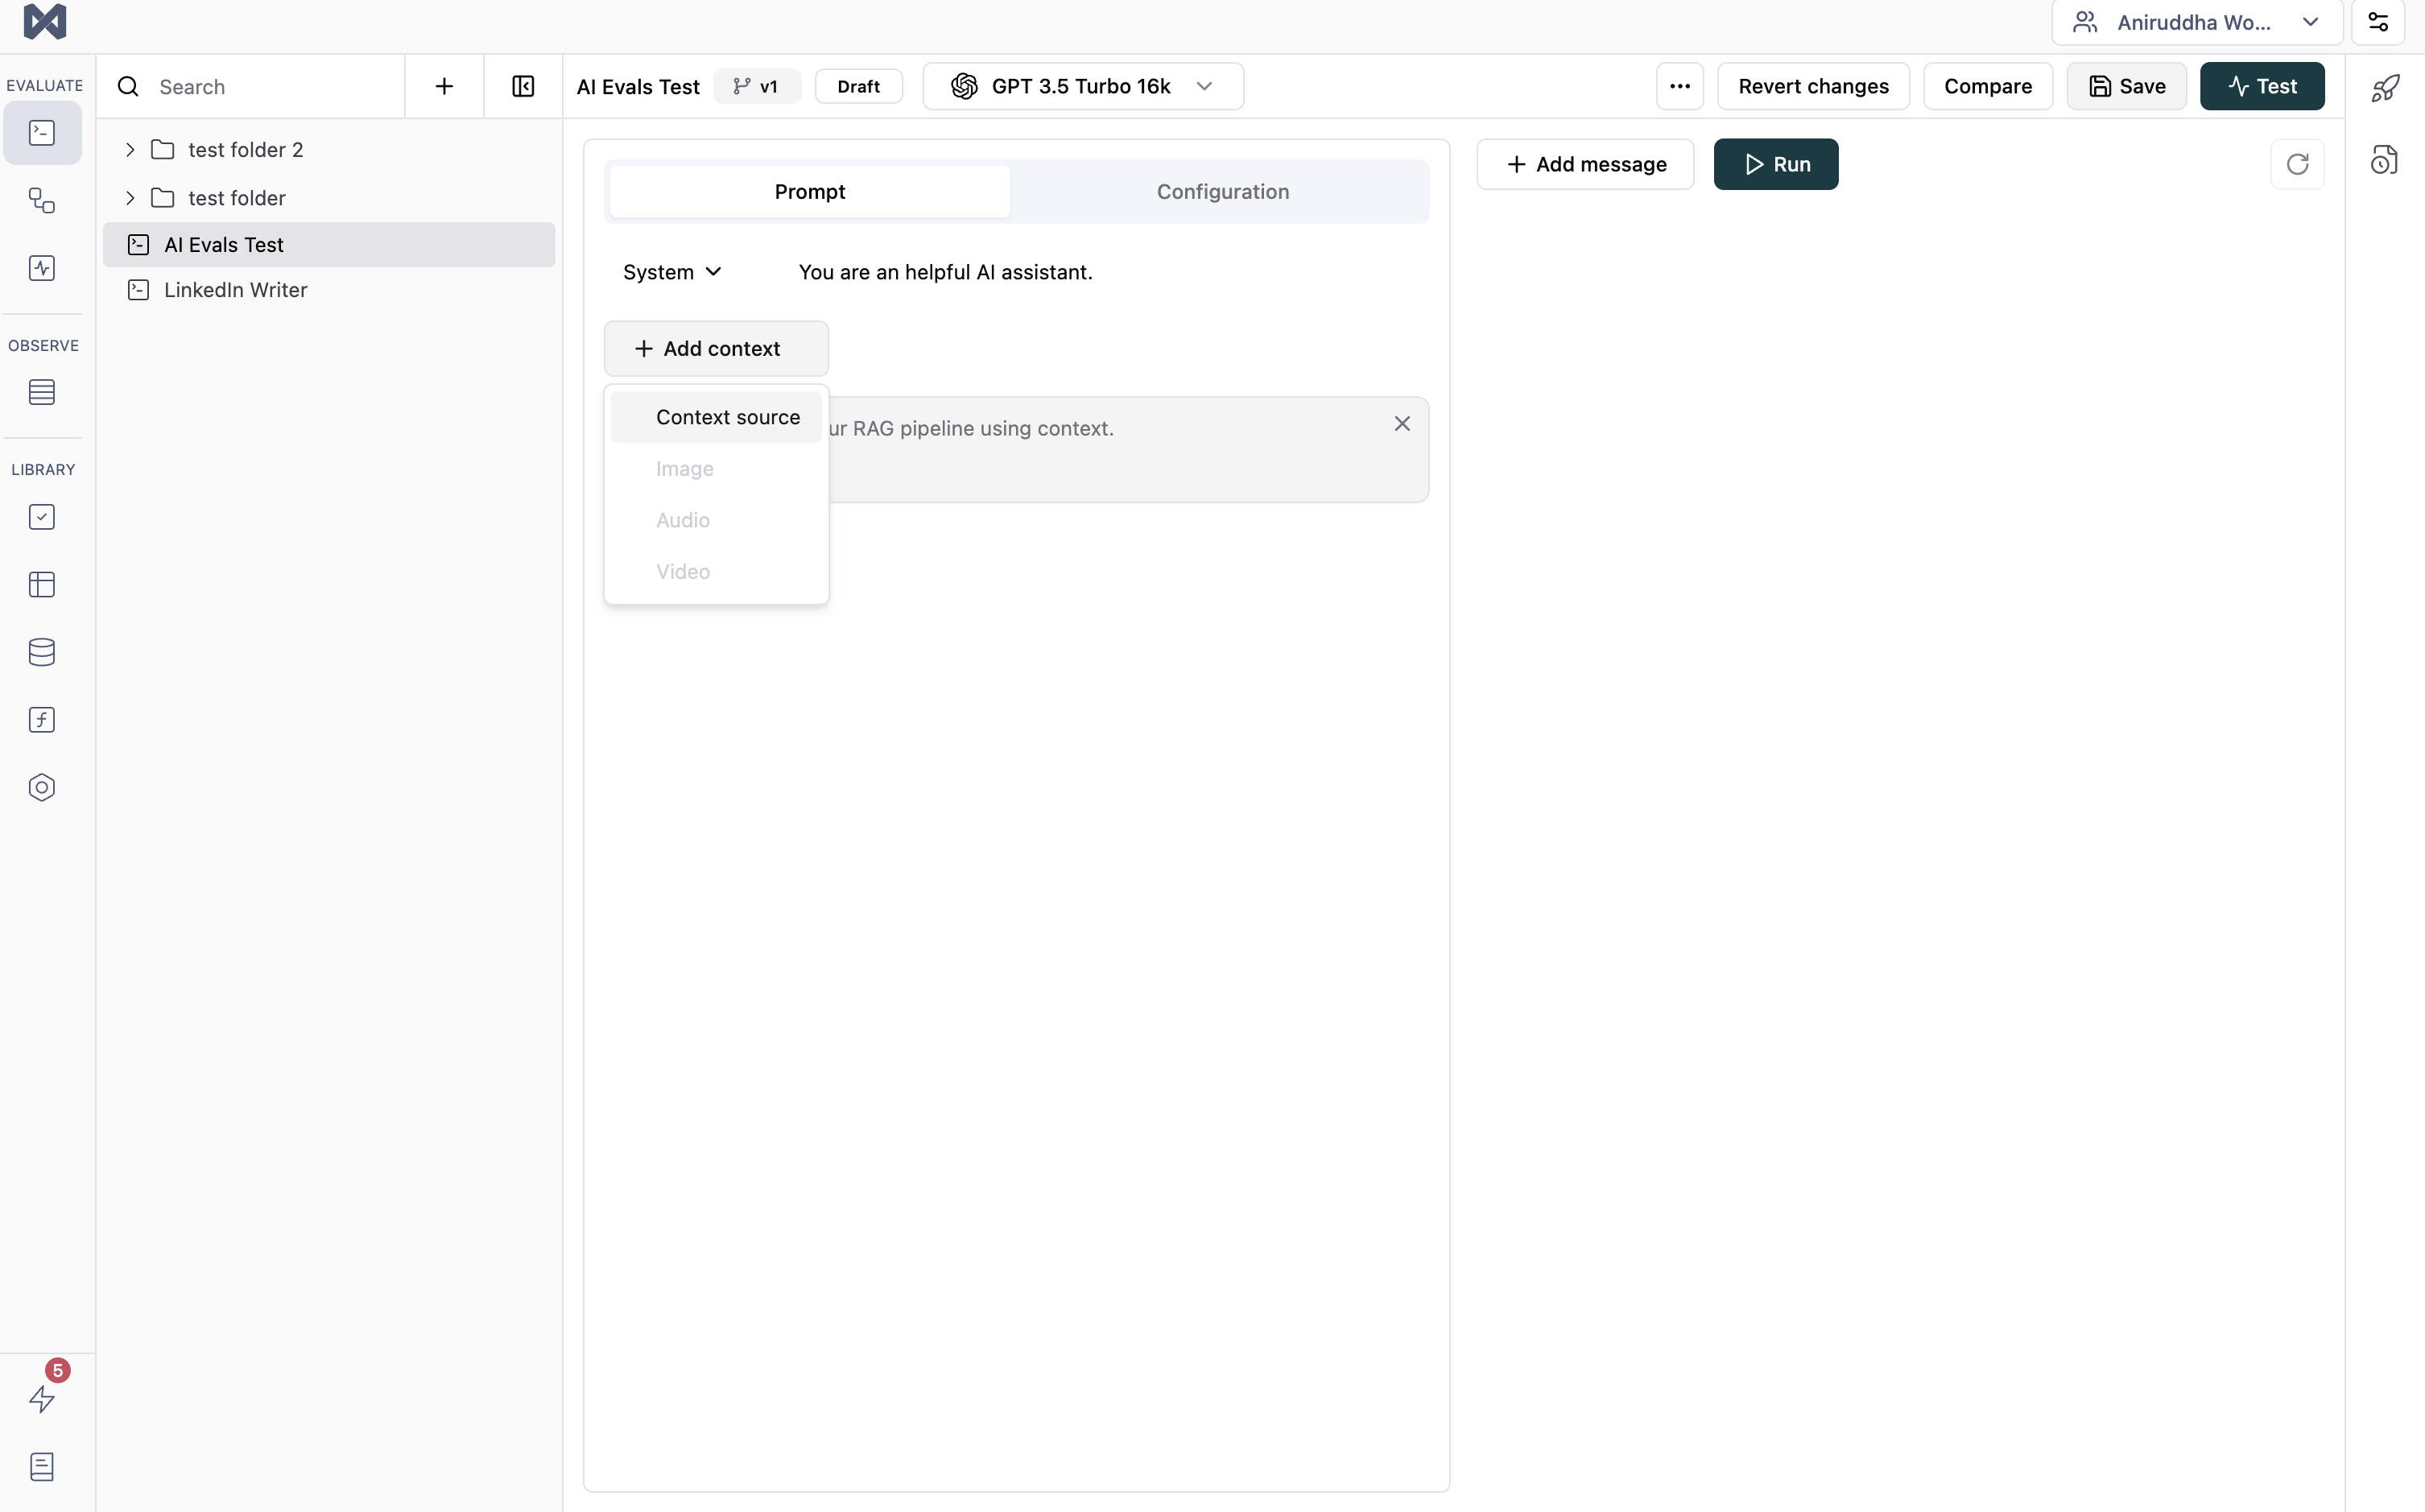 Aniruddha Wo...
EVALUATE
Search
AI Evals Test
v1
Draft
GPT 3.5 Turbo 16k
Revert changes
Compare
Save
Test
test folder 2
test folder
AI Evals Test
LinkedIn Writer
OBSERVE
LIBRARY
5
Prompt
Configuration
System
You are an helpful AI assistant.
Add context
Context source
Image
Audio
Video
RAG pipeline using context.
Add message
Run